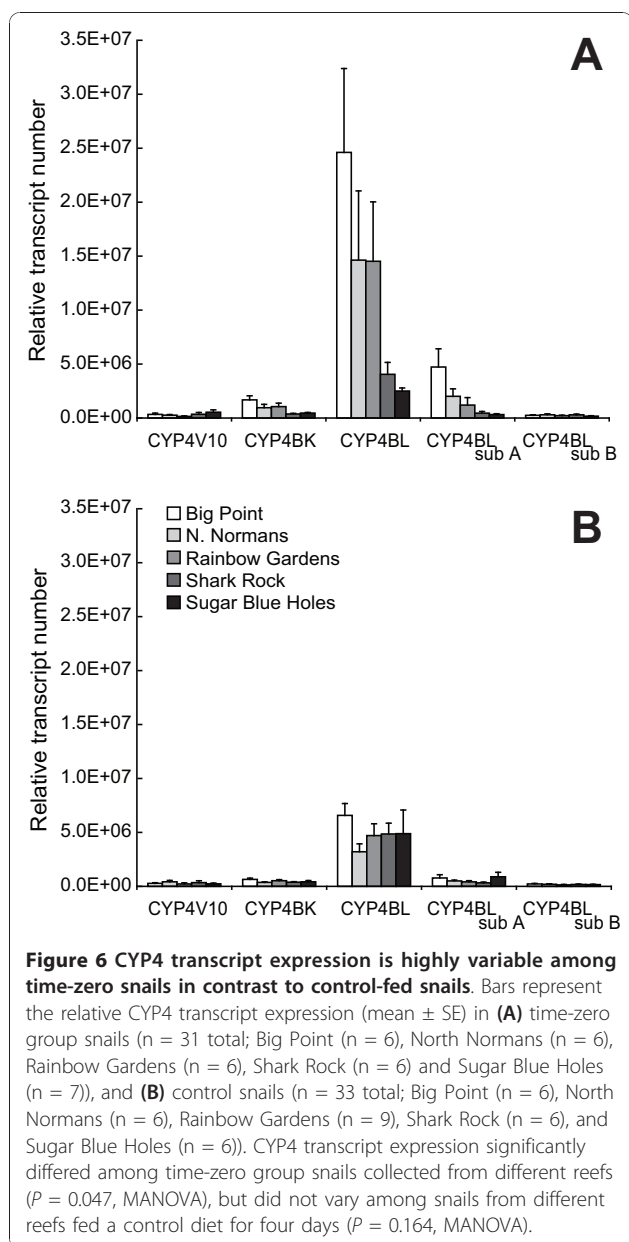 A
3.5E+07
3.0E+07
2.5E+07
2.0E+07
1.5E+07
1.0E+07
5.0E+06
0.0E+00
Relative transcript number
CYP4V10 CYP4BK CYP4BL CYP4BL sub A CYP4BL sub B
B
3.5E+07
3.0E+07
2.5E+07
2.0E+07
1.5E+07
1.0E+07
5.0E+06
0.0E+00
Relative transcript number
Big Point
N. Normans
Rainbow Gardens
Shark Rock
Sugar Blue Holes
CYP4V10 CYP4BK CYP4BL CYP4BL sub A CYP4BL sub B
Figure 6 CYP4 transcript expression is highly variable among
time-zero snails in contrast to control-fed snails. Bars represent
the relative CYP4 transcript expression (mean ± SE) in (A) time-zero
group snails (n = 31 total; Big Point (n = 6), North Normans (n = 6),
Rainbow Gardens (n = 6), Shark Rock (n = 6) and Sugar Blue Holes
(n = 7)), and (B) control snails (n = 33 total; Big Point (n = 6), North
Normans (n = 6), Rainbow Gardens (n = 9), Shark Rock (n = 6), and
Sugar Blue Holes (n = 6)). CYP4 transcript expression significantly
differed among time-zero group snails collected from different reefs
(P = 0.047, MANOVA), but did not vary among snails from different
reefs fed a control diet for four days (P = 0.164, MANOVA).